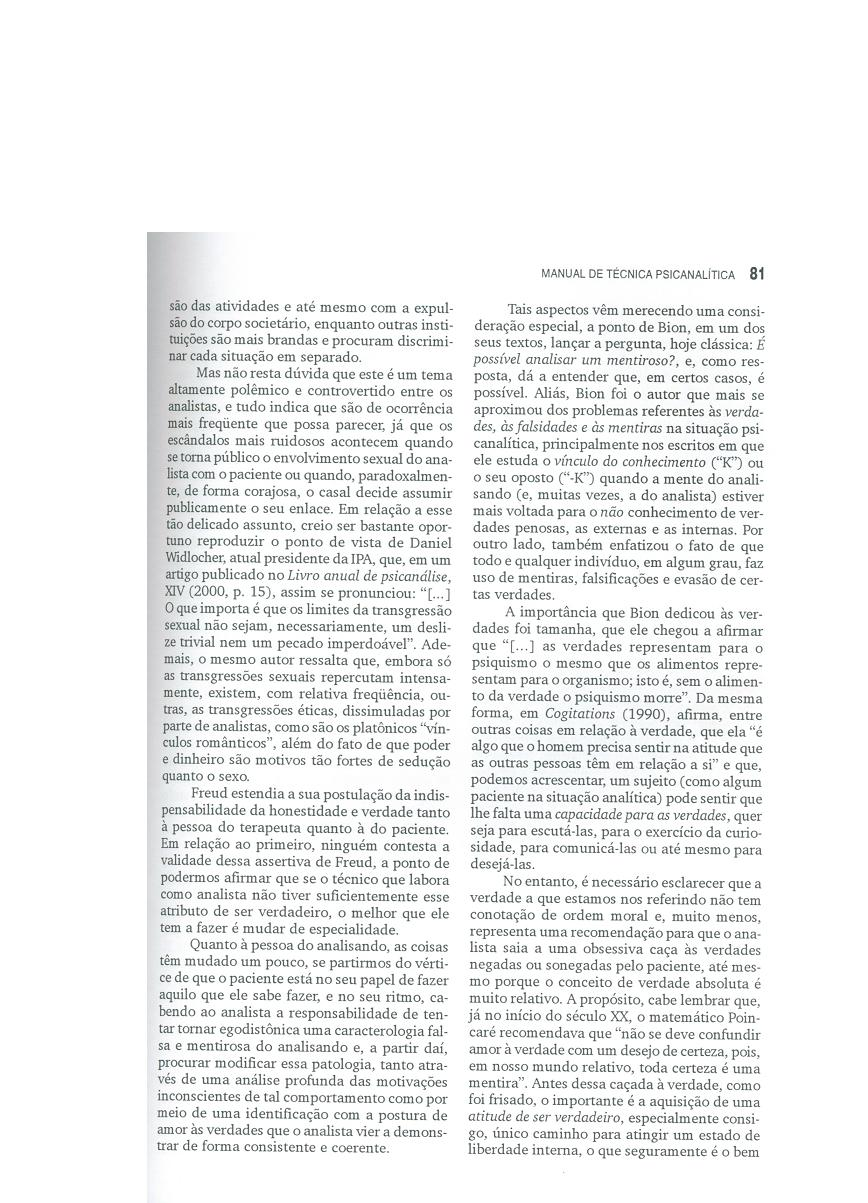 MANUAL DE TÉCNICA PSICANALÍTICA 81
são das atividades e até mesmo com a expul-
são do corpo societário, enquanto outras insti-
tuições são mais brandas e procuram discrimi-
nar cada situação em separado.
Mas não resta dúvida que este é um tema
altamente polêmico e controvertido entre os
analistas, e tudo indica que são de ocorrência
mais freqüente que possa parecer, já que os
escândalos mais ruidosos acontecem quando
se torna público o envolvimento sexual do ana-
lista com o paciente ou quando, paradoxalmen-
te, de forma corajosa, o casal decide assumir
publicamente o seu enlace. Em relação a esse
tão delicado assunto, creio ser bastante opor-
tuno reproduzir o ponto de vista de Daniel
Widlocher, atual presidente da IPA, que, em um
artigo publicado no Livro anual de psicanálise,
XIV (2000, p. 15), assim se pronunciou: “[...]
O que importa é que os limites da transgressão
sexual não sejam, necessariamente, um desli-
ze trivial nem um pecado imperdoável”. Ade-
mais, o mesmo autor ressalta que, embora só
as transgressões sexuais repercutam intensa-
mente, existem, com relativa freqüência, ou-
tras, as transgressões éticas, dissimuladas por
parte de analistas, como são os platônicos “vín-
culos românticos”, além do fato de que poder
e dinheiro são motivos tão fortes de sedução
quanto o sexo.
Freud estendia a sua postulação da indis-
pensabilidade da honestidade e verdade tanto
à pessoa do terapeuta quanto à do paciente.
Em relação ao primeiro, ninguém contesta a
validade dessa assertiva de Freud, a ponto de
podermos afirmar que se o técnico que labora
como analista não tiver suficientemente esse
atributo de ser verdadeiro, o melhor que ele
tem a fazer é mudar de especialidade.
Quanto à pessoa do analisando, as coisas
têm mudado um pouco, se partirmos do vérti-
ce de que o paciente está no seu papel de fazer
aquilo que ele sabe fazer, e no seu ritmo, ca-
bendo ao analista a responsabilidade de ten-
tar tornar egodistônica uma caracterologia fal-
sa e mentirosa do analisando e, a partir daí,
procurar modificar essa patologia, tanto atra-
vés de uma análise profunda das motivações
inconscientes de tal comportamento como por
meio de uma identificação com a postura de
amor às verdades que o analista vier a demons-
trar de forma consistente e coerente.
Tais aspectos vêm merecendo uma consi-
deração especial, a ponto de Bion, em um dos
seus textos, lançar a pergunta, hoje clássica: É
possível analisar um mentiroso?, e, como res-
posta, dá a entender que, em certos casos, é
possível. Aliás, Bion foi o autor que mais se
aproximou dos problemas referentes às verda-
des, às falsidades e às mentiras na situação psi-
canalítica, principalmente nos escritos em que
ele estuda o vínculo do conhecimento (“K”) ou
o seu oposto (“-K”) quando a mente do anali-
sando (e, muitas vezes, a do analista) estiver
mais voltada para o não conhecimento de ver-
dades penosas, as externas e as internas. Por
outro lado, também enfatizou o fato de que
todo e qualquer indivíduo, em algum grau, faz
uso de mentiras, falsificações e evasão de cer-
tas verdades.
A importância que Bion dedicou às ver-
dades foi tamanha, que ele chegou a afirmar
que “[...] as verdades representam para o
psiquismo o mesmo que os alimentos repre-
sentam para o organismo; isto é, sem o alimen-
to da verdade o psiquismo morre”. Da mesma
forma, em Cogitations (1990), afirma, entre
outras coisas em relação à verdade, que ela “é
algo que o homem precisa sentir na atitude que
as outras pessoas têm em relação a si” e que,
podemos acrescentar, um sujeito (como algum
paciente na situação analítica) pode sentir que
lhe falta uma capacidade para as verdades, quer
seja para escutá-las, para o exercício da curio-
sidade, para comunicá-las ou até mesmo para
desejá-las.
No entanto, é necessário esclarecer que a
verdade a que estamos nos referindo não tem
conotação de ordem moral e, muito menos,
representa uma recomendação para que o ana-
lista saia a uma obsessiva caça às verdades
negadas ou sonegadas pelo paciente, até mes-
mo porque o conceito de verdade absoluta é
muito relativo. A propósito, cabe lembrar que,
já no início do século XX, o matemático Poin-
caré recomendava que “não se deve confundir
amor à verdade com um desejo de certeza, pois,
em nosso mundo relativo, toda certeza é uma
mentira”. Antes dessa caçada à verdade, como
foi frisado, o importante é a aquisição de uma
atitude de ser verdadeiro, especialmente consi-
go, único caminho para atingir um estado de
liberdade interna, o que seguramente é o bem